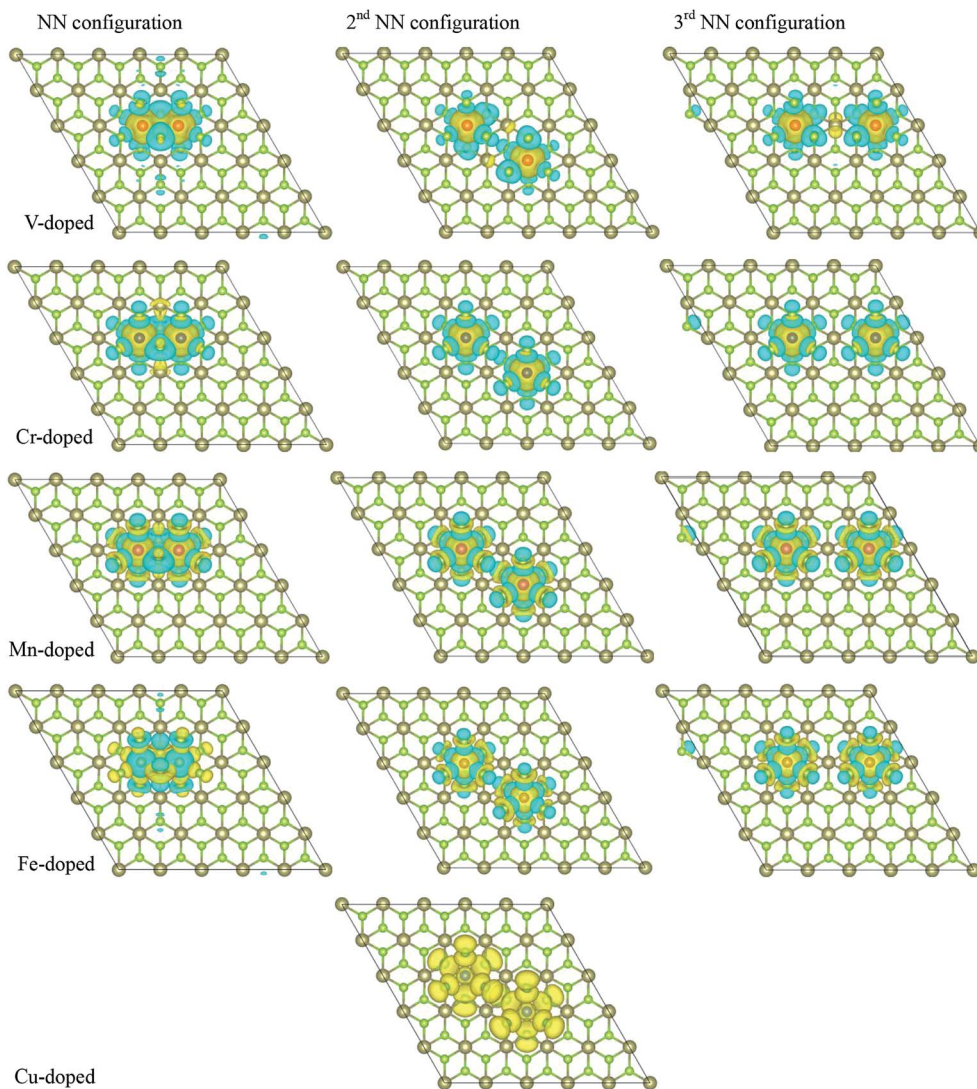 NN configuration
2nd NN configuration
3rd NN configuration
V-doped
Cr-doped
Mn-doped
Fe-doped
Cu-doped